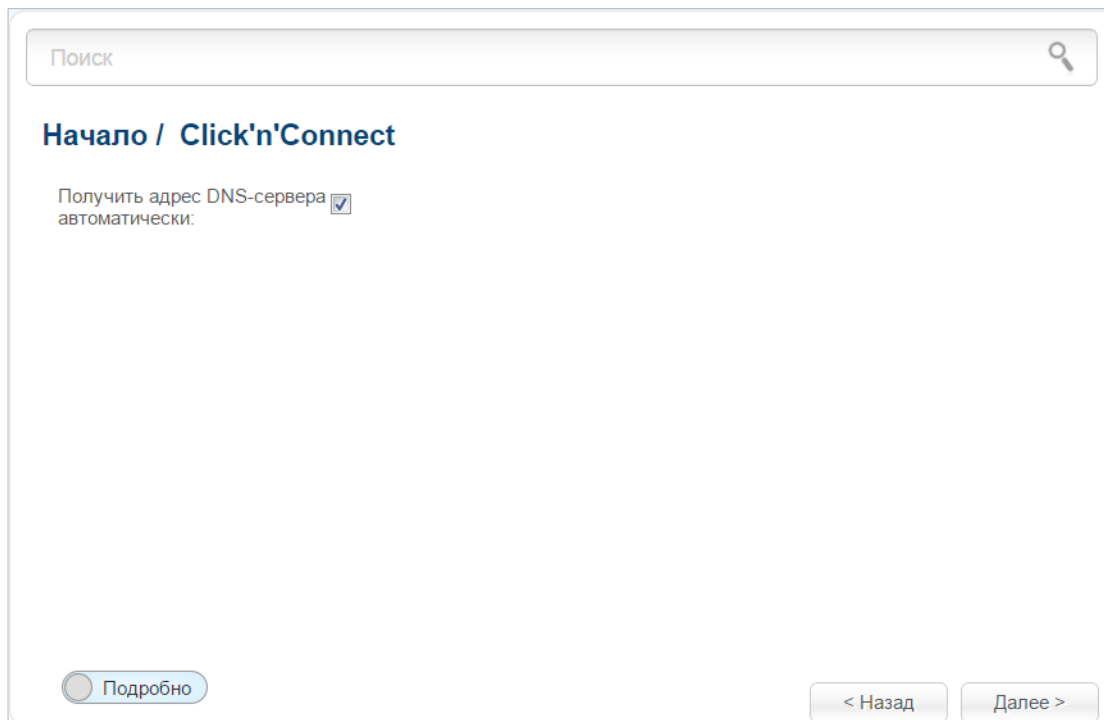 Поиск
Начало / Click'n'Connect
Получить адрес DNS-сервера
автоматически:
Подробно
< Назад
Далее >